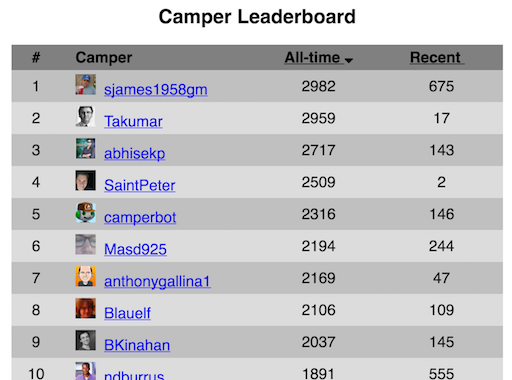 Camper Leaderboard
# Camper All-time Recent
1 sjames1958gm 2982 675
2 Takumar 2959 17
3 abhisekp 2717 143
4 SaintPeter 2509 2
5 camperbot 2316 146
6 Masd925 2194 244
7 anthonygallina1 2169 47
8 Blauelf 2106 109
9 BKinahan 2037 145
10 ndburrus 1891 555